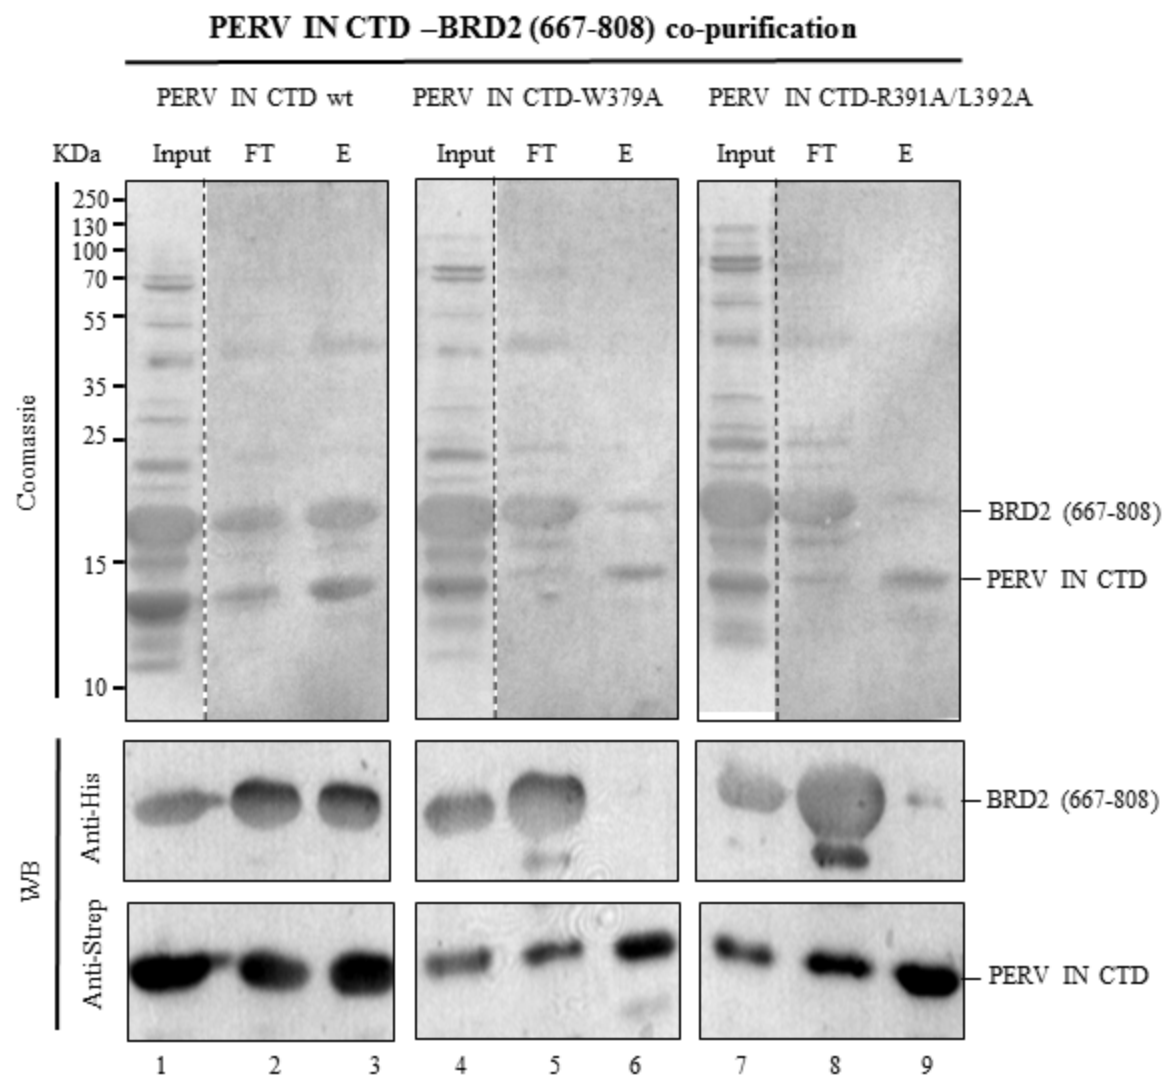 PERV IN CTD –BRD2 (667-808) co-purification
PERV IN CTD wt PERV IN CTD-W379A PERV IN CTD-R391A/L392A
KDa Input FT E Input FT E Input FT E
250
130
100
70
55
35
25
15
10
Coomassie
BRD2 (667-808)
PERV IN CTD
WB
Anti-His
BRD2 (667-808)
Anti-Strep
PERV IN CTD
1 2 3 4 5 6 7 8 9